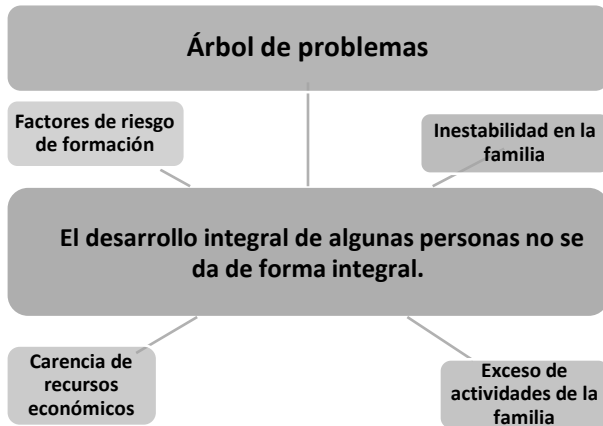 Árbol de problemas
Factores de riesgo
de formación
Inestabilidad en la
familia
El desarrollo integral de algunas personas no se
da de forma integral.
Carencia de
recursos
económicos
Exceso de
actividades de la
familia